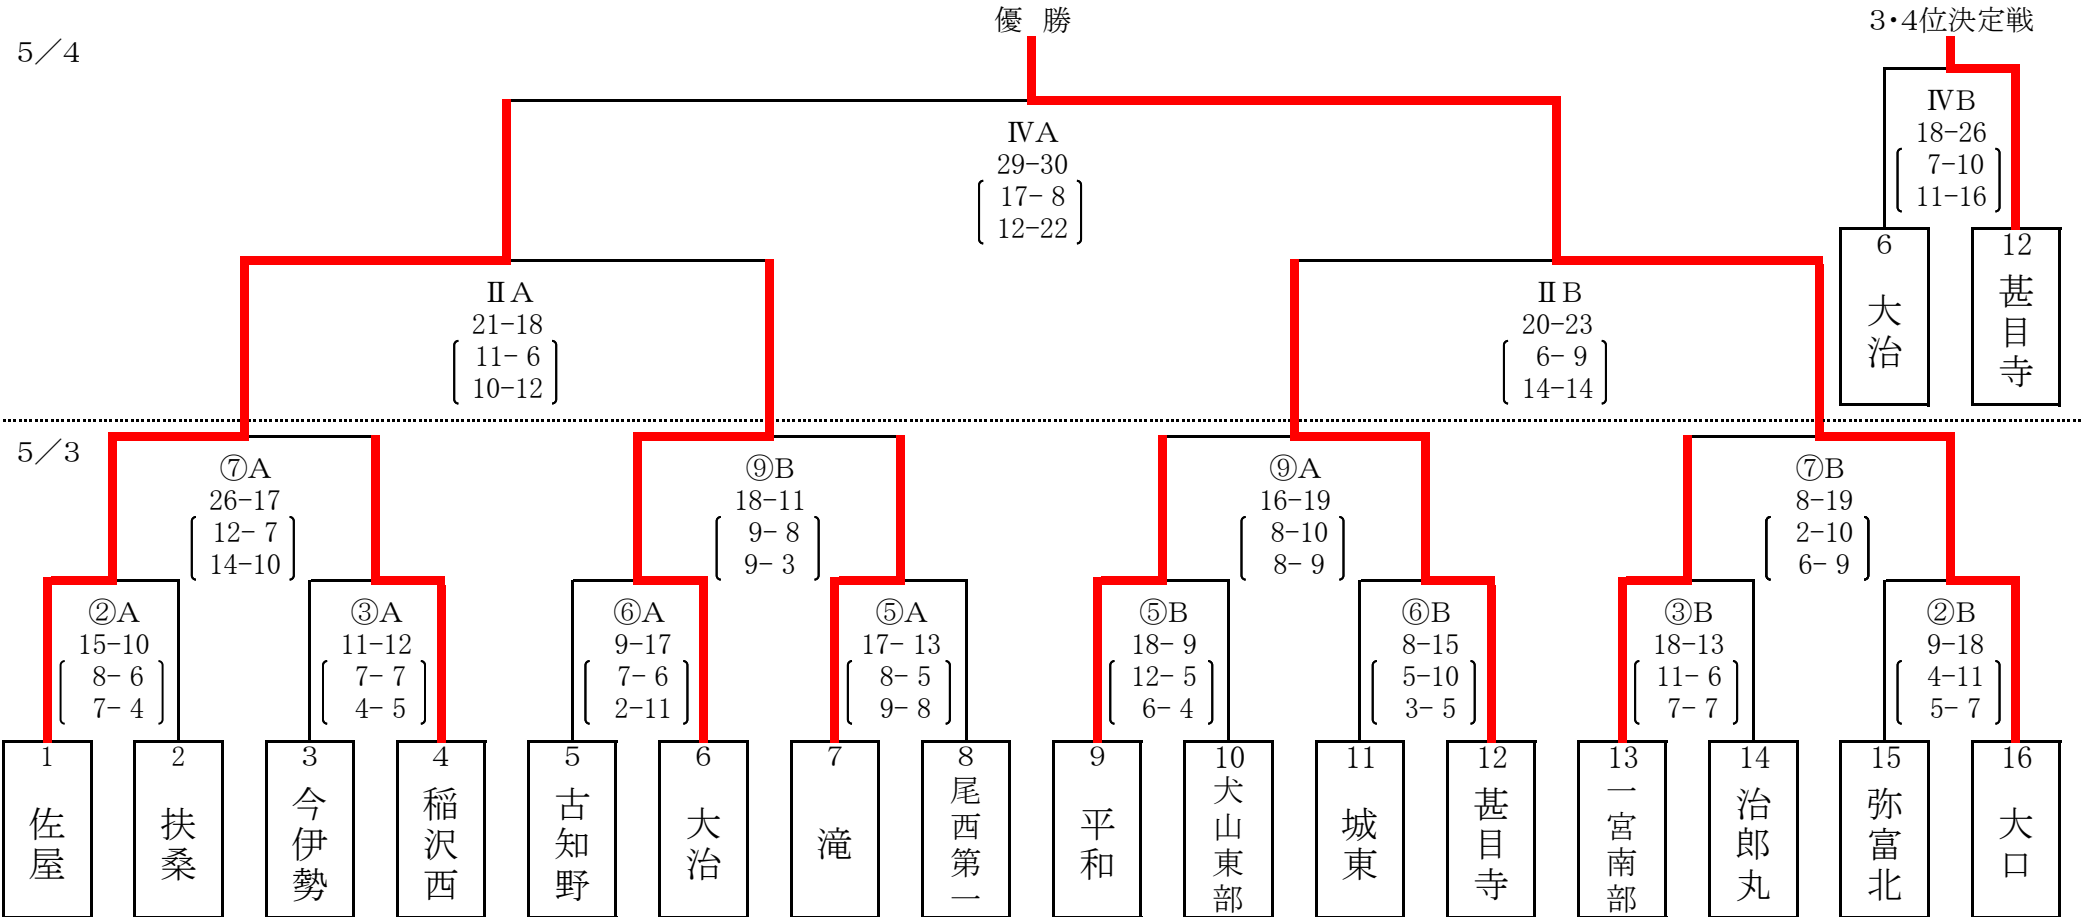 優 勝
3・4位決定戦
5／4
ⅣA
29-30
17- 8
12-22
ⅣB
18-26
7-10
11-16
6
大治
12
甚目寺
ⅡA
21-18
11- 6
10-12
ⅡB
20-23
6- 9
14-14
5／3
⑦A
26-17
12- 7
14-10
⑨B
18-11
9- 8
9- 3
⑨A
16-19
8-10
8- 9
⑦B
8-19
2-10
6- 9
②A
15-10
8- 6
7- 4
③A
11-12
7- 7
4- 5
⑥A
9-17
7- 6
2-11
⑤A
17- 13
8- 5
9- 8
⑤B
18- 9
12- 5
6- 4
⑥B
8-15
5-10
3- 5
③B
18-13
11- 6
7- 7
②B
9-18
4-11
5- 7
1
佐屋
2
扶桑
3
今伊勢
4
稲沢西
5
古知野
6
大治
7
滝
8
尾西第一
9
平和
10
犬山東部
11
城東
12
甚目寺
13
一宮南部
14
治郎丸
15
弥富北
16
大口